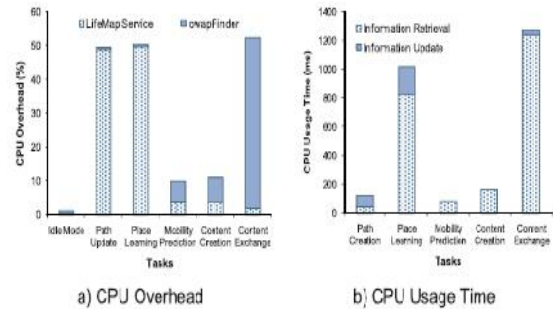 LifeMapService
owapFinder
CPU Overhead (%)
60
50
40
30
20
10
0
Idle Mode
Path Update
Place Learning
Mobility Prediction
Content Creation
Content Exchange
Tasks
a) CPU Overhead
Information Retrieval
Information Update
CPU Usage Time (ms)
1400
1200
1000
800
600
400
200
0
Path Creation
Place Learning
Mobility Prediction
Content Creation
Content Exchange
Tasks
b) CPU Usage Time